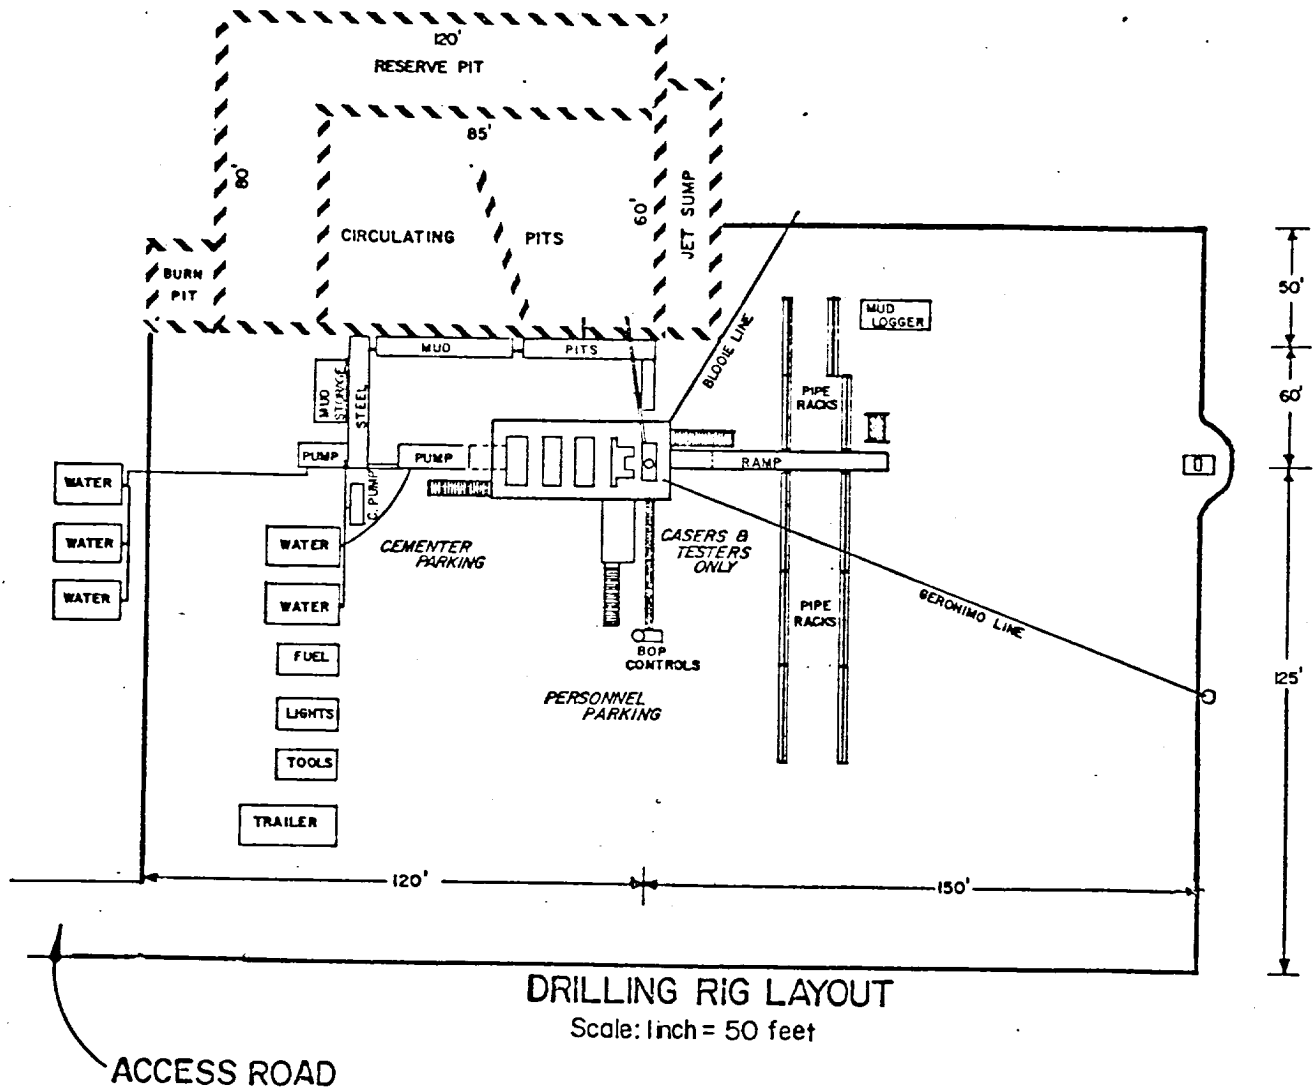 120'
RESERVE PIT
85'
80'
60'
JET SUMP
CIRCULATING PITS
BURN
PIT
50'
MUD
LOGGER
BLOOIE LINE
MUD
PITS
MUD
STORAGE
STEEL
PIPE
RACKS
60'
PUMP
PUMP
RAMP
WATER
C. PUMP
WATER
WATER
CEMENTER
PARKING
CASERS &
TESTERS
ONLY
WATER
WATER
GERONIMO LINE
PIPE
RACKS
FUEL
BOP
CONTROLS
125'
LIGHTS
PERSONNEL
PARKING
TOOLS
TRAILER
120'
150'
DRILLING RIG LAYOUT
Scale: 1 inch = 50 feet
ACCESS ROAD